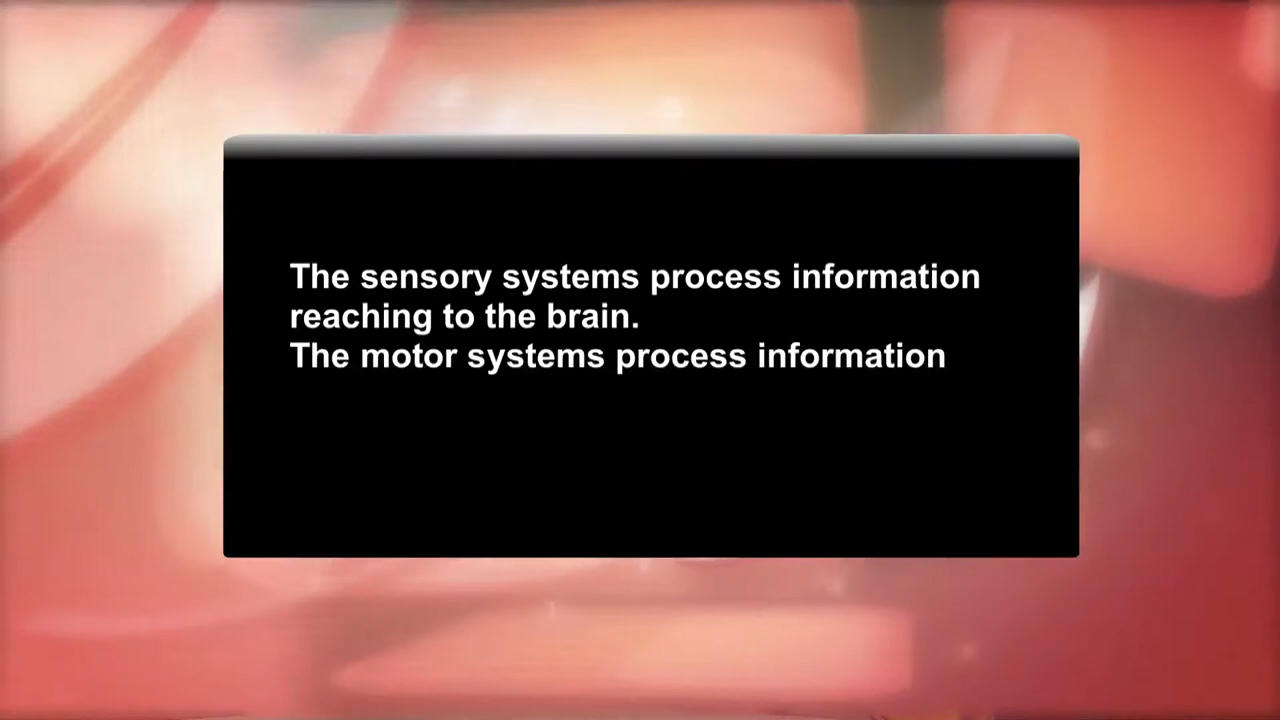 The sensory systems process information
reaching to the brain.
The motor systems process information